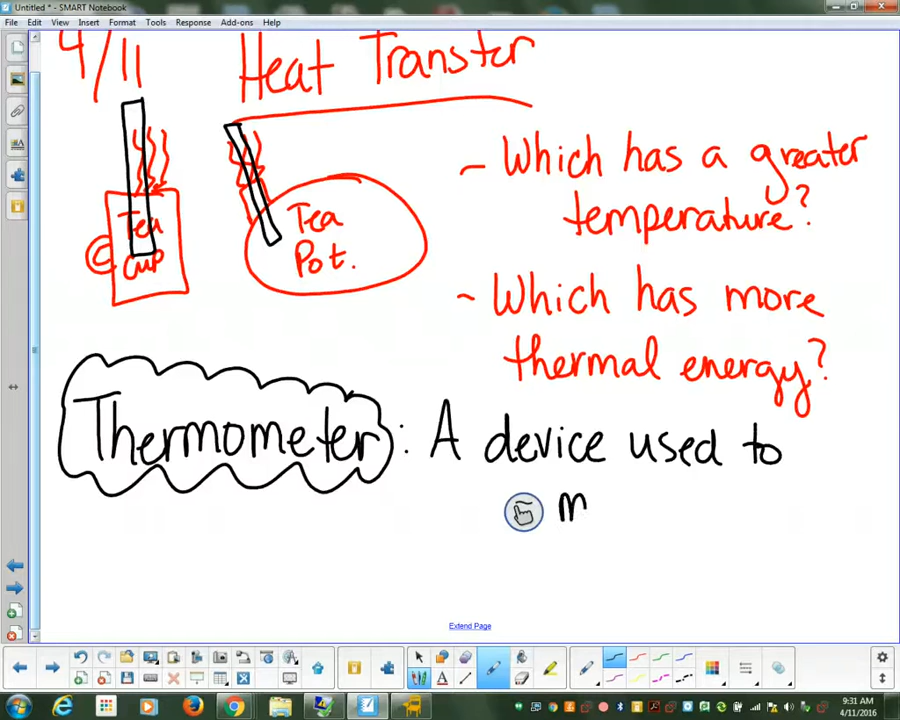 Untitled * - SMART Notebook
File Edit View Insert Format Tools Response Add-ons Help
4/11 Heat Transfer
Tea
Cup
Tea
Pot.
- Which has a greater
temperature?
- Which has more
thermal energy?
Thermometer: A device used to
m
Extend Page
9:31 AM
4/11/2016